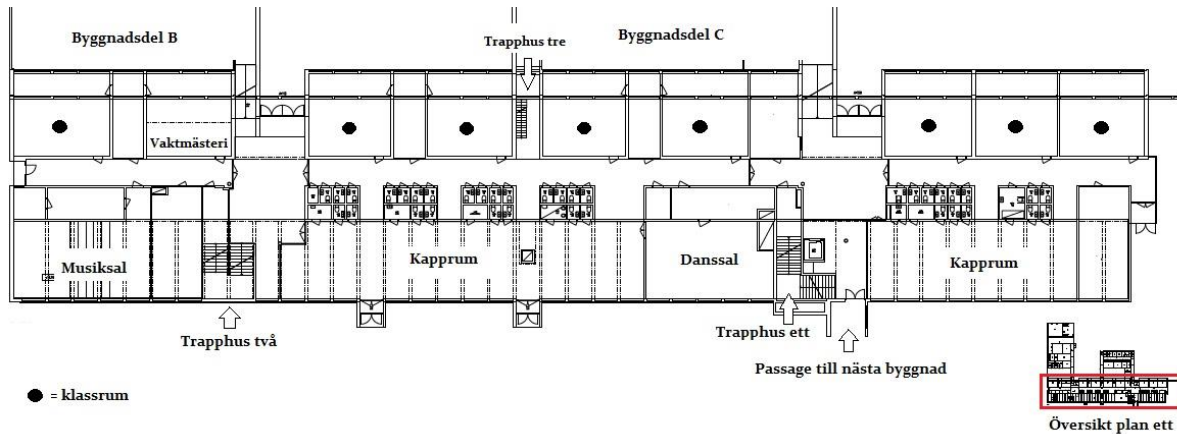 Byggnadsdel B
Trapphus tre
Byggnadsdel C
Vaktmästeri
Musiksal
Kapprum
Danssal
Kapprum
Trapphus två
Trapphus ett
Passage till nästa byggnad
= klassrum
Översikt plan ett